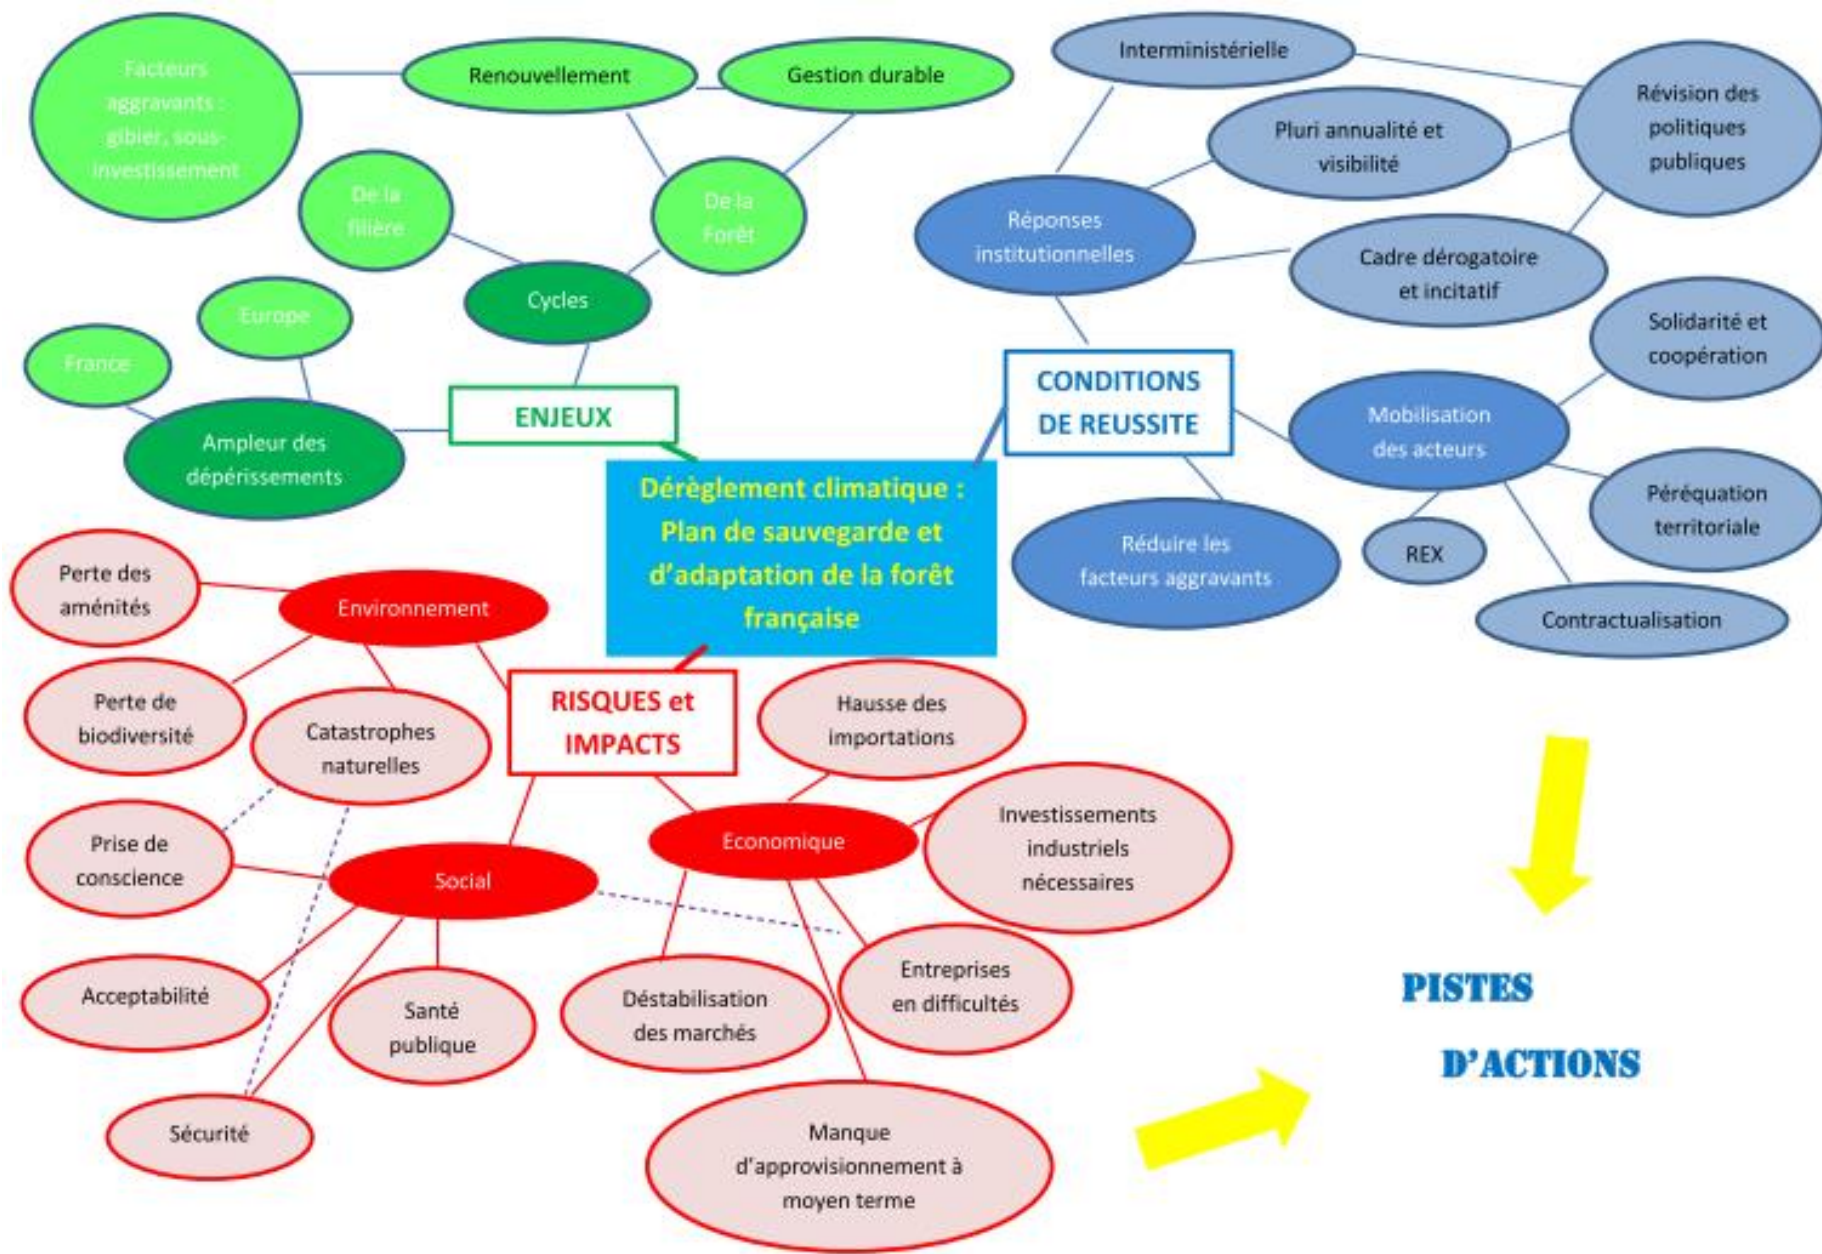 Facteurs
aggravants :
gibier, sous-
investissement
Renouvellement
Gestion durable
De la
filière
De la
Forêt
Cycles
Europe
France
Ampleur des
dépérissements
ENJEUX
Interministérielle
Pluri annualité et
visibilité
Révision des
politiques
publiques
Réponses
institutionnelles
Cadre dérogatoire
et incitatif
CONDITIONS
DE REUSSITE
Solidarité et
coopération
Mobilisation
des acteurs
Péréquation
territoriale
REX
Contractualisation
Réduire les
facteurs aggravants
Dérèglement climatique :
Plan de sauvegarde et
d'adaptation de la forêt
française
Perte des
aménités
Environnement
Perte de
biodiversité
Catastrophes
naturelles
RISQUES et
IMPACTS
Hausse des
importations
Prise de
conscience
Social
Economique
Investissements
industriels
nécessaires
Acceptabilité
Santé
publique
Déstabilisation
des marchés
Entreprises
en difficultés
Sécurité
Manque
d'approvisionnement à
moyen terme
PISTES
D'ACTIONS